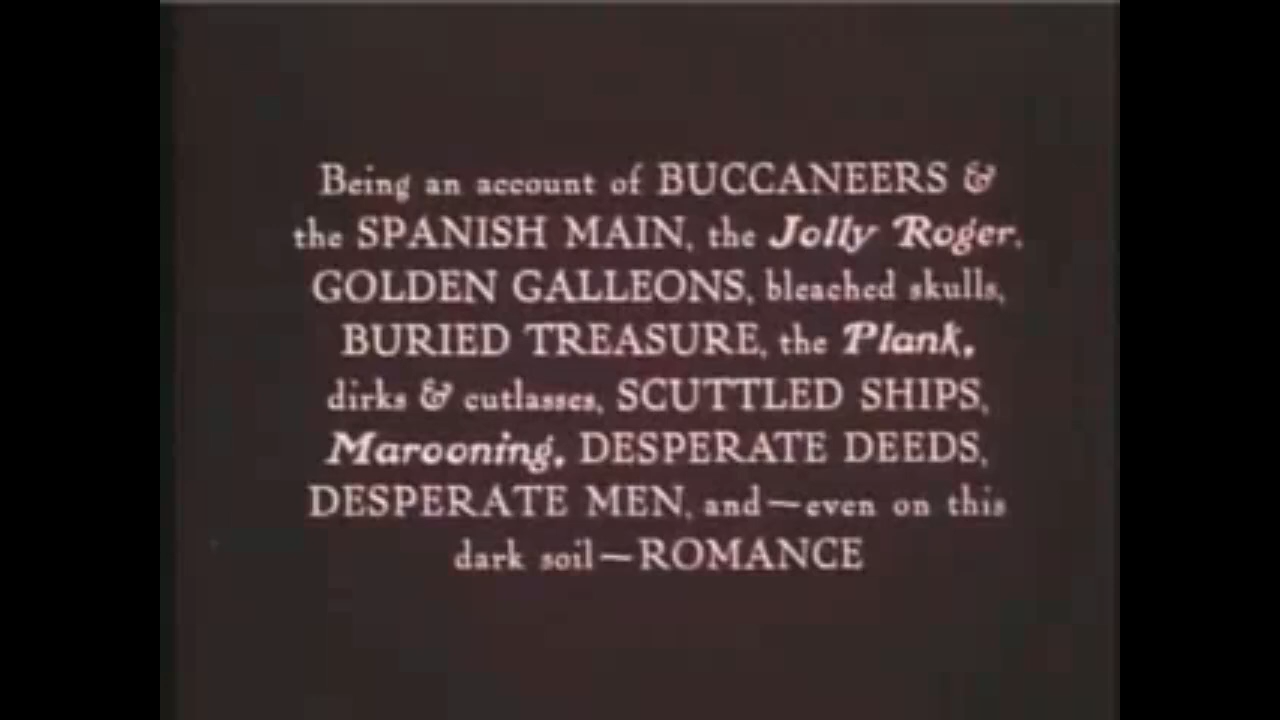 Being an account of BUCCANEERS &
the SPANISH MAIN, the Jolly Roger,
GOLDEN GALLEONS, bleached skulls,
BURIED TREASURE, the Plank,
dirks & cutlasses, SCUTTLED SHIPS,
Marooning, DESPERATE DEEDS,
DESPERATE MEN, and—even on this
dark soil—ROMANCE